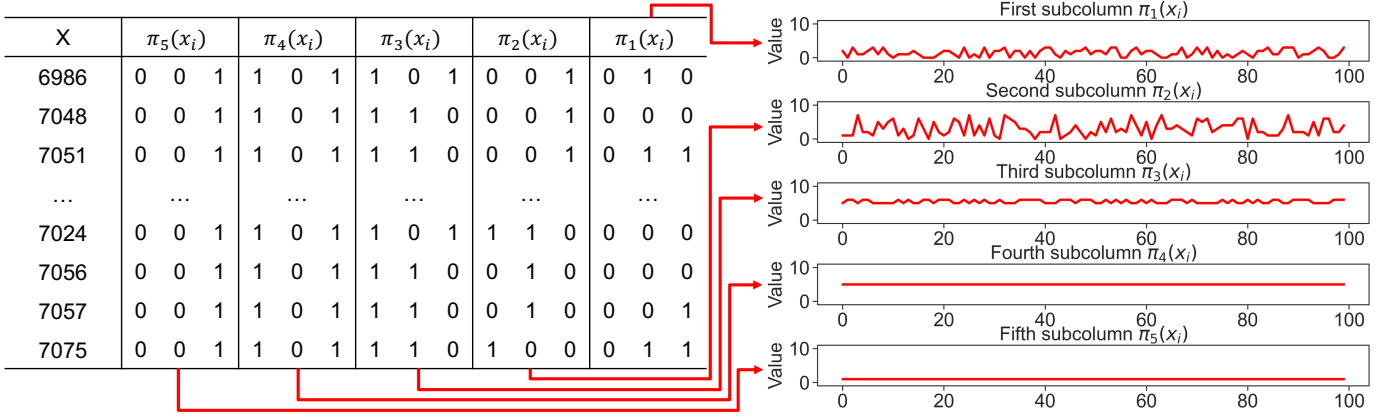 X π₅(xᵢ) π₄(xᵢ) π₃(xᵢ) π₂(xᵢ) π₁(xᵢ)
6986 0 0 1 1 0 1 1 0 1 0 0 1 0 1 0
7048 0 0 1 1 0 1 1 1 0 0 0 1 0 0 0
7051 0 0 1 1 0 1 1 1 0 0 0 1 0 1 1
... ... ... ... ... ...
7024 0 0 1 1 0 1 1 0 1 1 1 0 0 0 0
7056 0 0 1 1 0 1 1 1 0 0 1 0 0 0 0
7057 0 0 1 1 0 1 1 1 0 0 1 0 0 0 1
7075 0 0 1 1 0 1 1 1 0 1 0 0 0 1 1
First subcolumn π₁(xᵢ)
Value
10
0
0 20 40 60 80 100
Second subcolumn π₂(xᵢ)
Value
10
0
0 20 40 60 80 100
Third subcolumn π₃(xᵢ)
Value
10
0
0 20 40 60 80 100
Fourth subcolumn π₄(xᵢ)
Value
10
0
0 20 40 60 80 100
Fifth subcolumn π₅(xᵢ)
Value
10
0
0 20 40 60 80 100